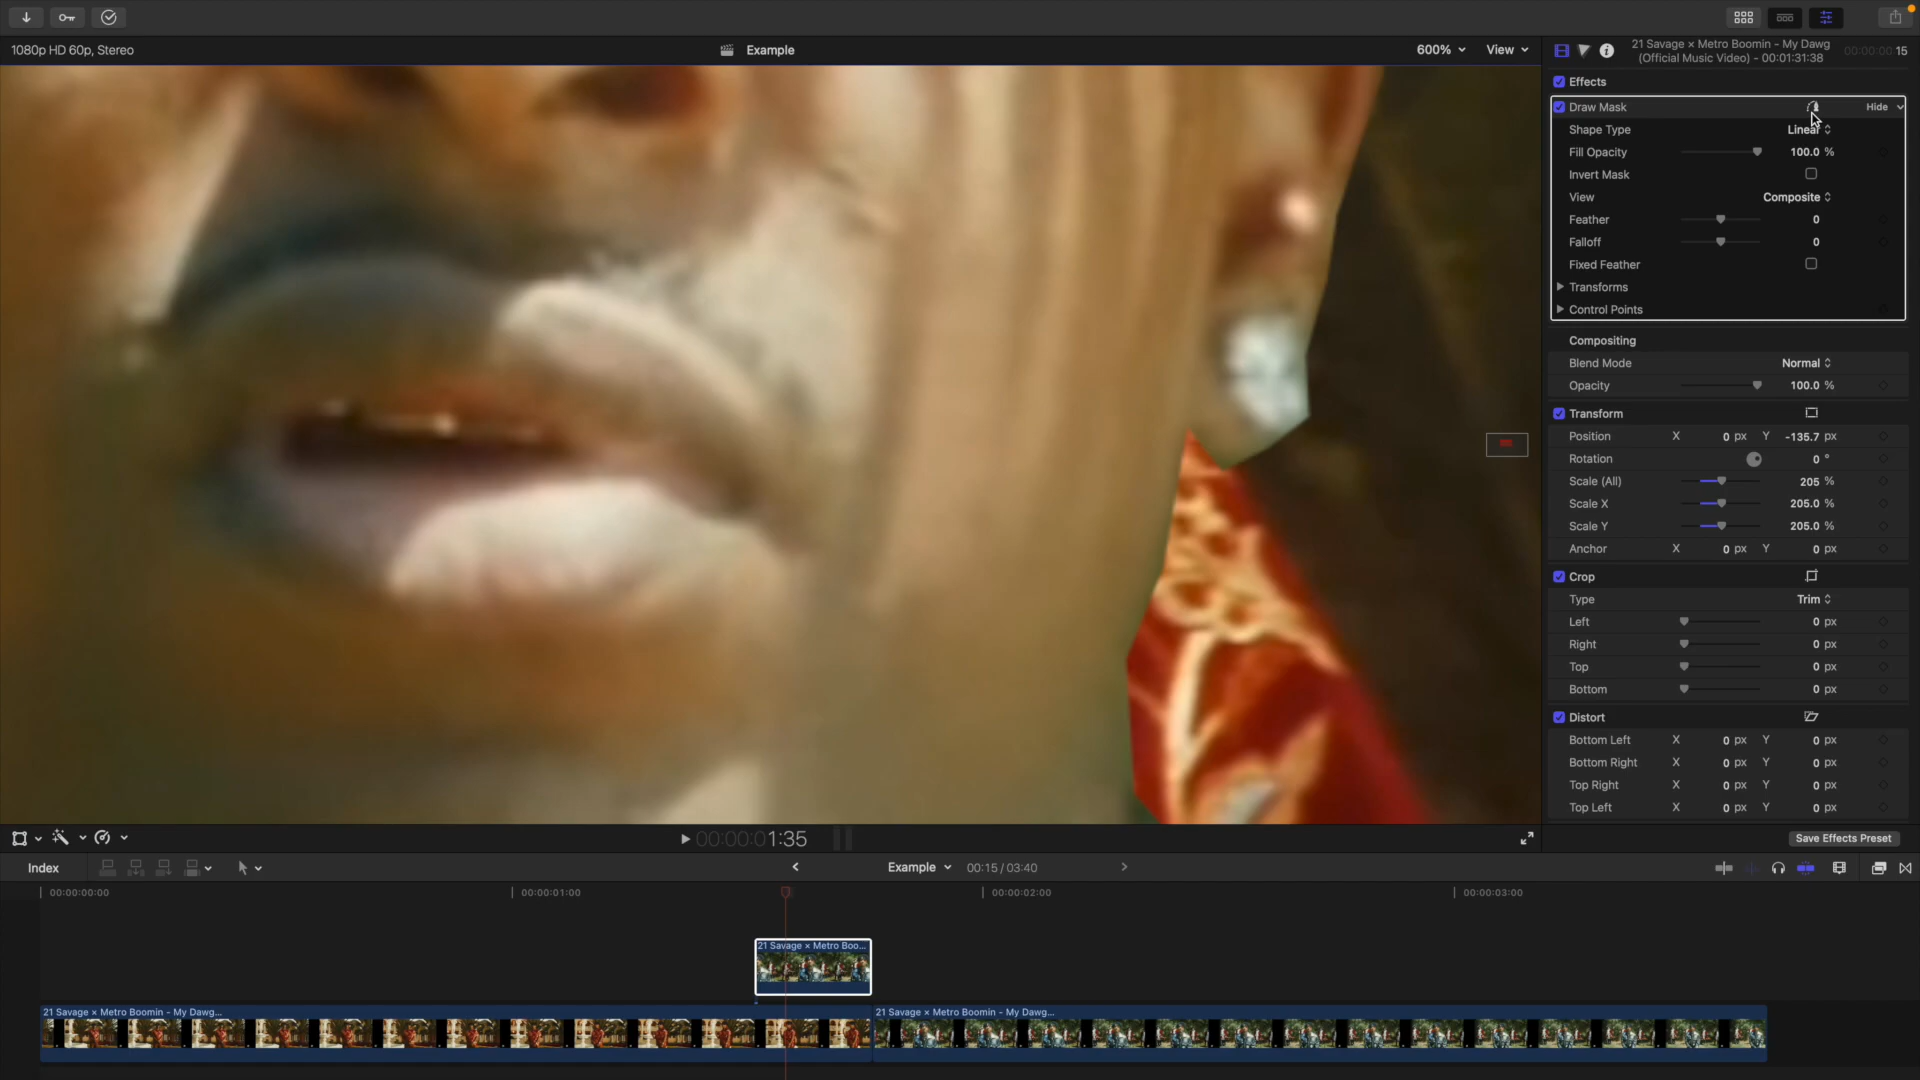 1080p HD 60p, Stereo
Example
600%
View
21 Savage × Metro Boomin - My Dawg
(Official Music Video) - 00:01:31:38
00:00:00:15
Effects
Draw Mask
Hide
Shape Type
Linear
Fill Opacity
100.0 %
Invert Mask
View
Composite
Feather
0
Falloff
0
Fixed Feather
Transforms
Control Points
Compositing
Blend Mode
Normal
Opacity
100.0 %
Transform
Position X 0 px Y -135.7 px
Rotation 0 °
Scale (All) 205 %
Scale X 205.0 %
Scale Y 205.0 %
Anchor X 0 px Y 0 px
Crop
Type Trim
Left 0 px
Right 0 px
Top 0 px
Bottom 0 px
Distort
Bottom Left X 0 px Y 0 px
Bottom Right X 0 px Y 0 px
Top Right X 0 px Y 0 px
Top Left X 0 px Y 0 px
00:00:01:35
Save Effects Preset
Index
Example
00:15 / 03:40
00:00:00:00
00:00:01:00
00:00:02:00
00:00:03:00
21 Savage × Metro Boo...
21 Savage × Metro Boomin - My Dawg...
21 Savage × Metro Boomin - My Dawg...